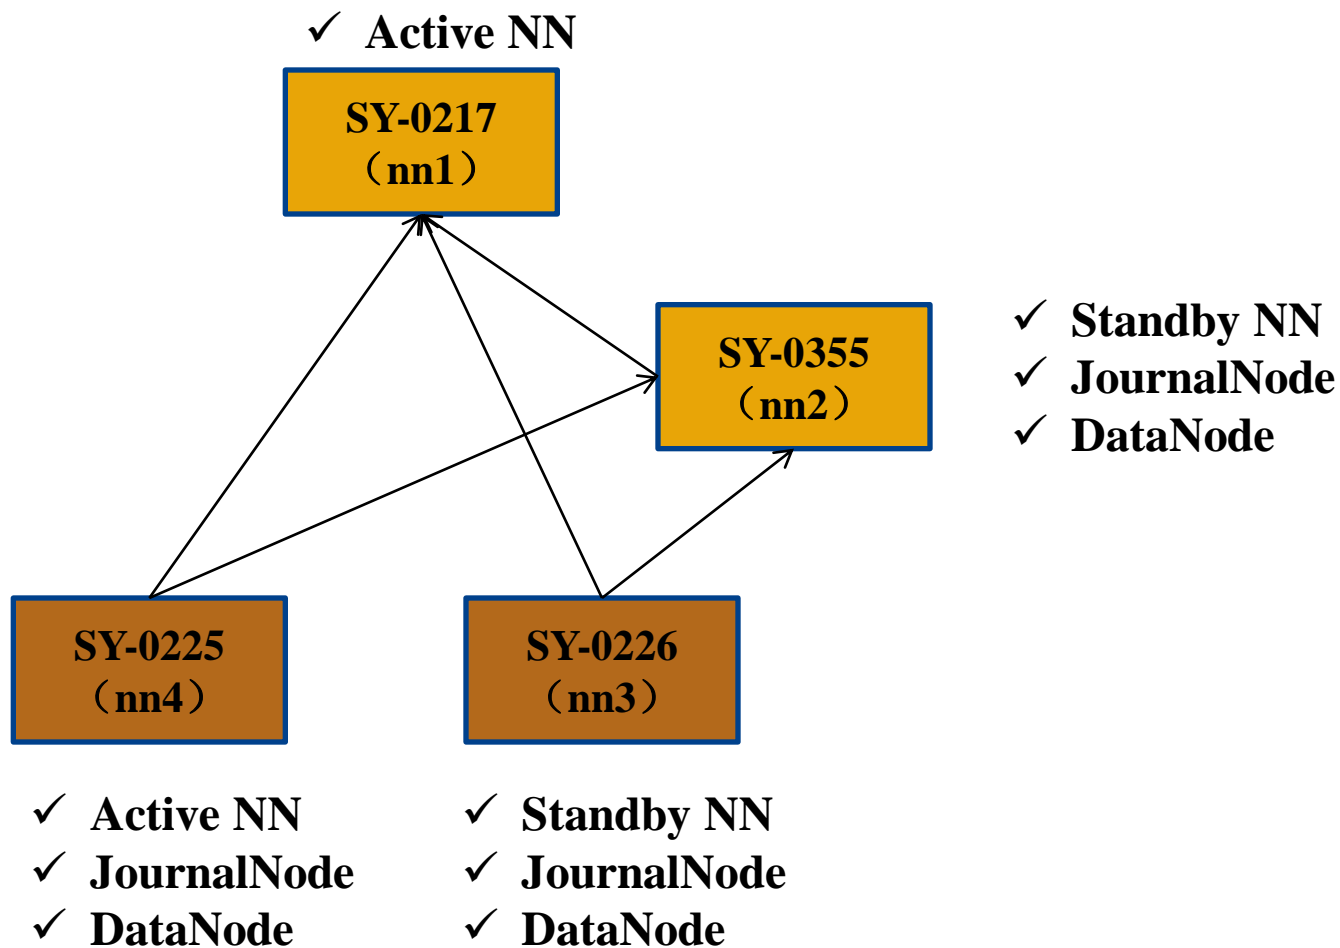 ✓ Active NN
SY-0217
（nn1）
SY-0355
（nn2）
✓ Standby NN
✓ JournalNode
✓ DataNode
SY-0225
（nn4）
SY-0226
（nn3）
✓ Active NN
✓ JournalNode
✓ DataNode
✓ Standby NN
✓ JournalNode
✓ DataNode